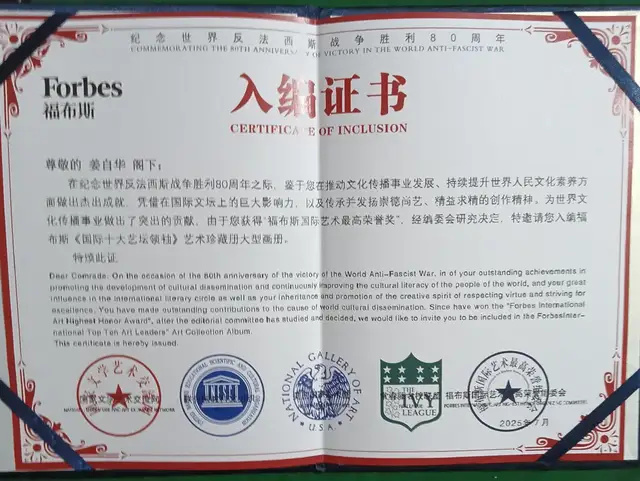 纪念世界反法西斯战争胜利80周年
COMMEMORATING THE 80TH ANNIVERSARY OF VICTORY IN THE WORLD ANTI-FASCIST WAR
Forbes
福布斯
入编证书
CERTIFICATE OF INCLUSION
尊敬的 姜自华 阁下:
在纪念世界反法西斯战争胜利80周年之际,鉴于您在推动文化传播事业发展、持续提升世界人民文化素养方
面做出杰出成就,凭借在国际文坛上的巨大影响力,以及传承并发扬崇德尚艺、精益求精的创作精神。为世界文
化传播事业做出了突出的贡献,由于您获得“福布斯国际艺术最高荣誉奖”,经编委会研究决定,特邀请您入编福
布斯《国际十大艺坛领袖》艺术珍藏册大型画册。
特颁此证
Dear Comrade: On the occasion of the 80th anniversary of the victory of the World Anti-Fascist War, in of your outstanding achievements in
promoting the development of cultural dissemination and continuously improving the cultural literacy of the people of the world, and your great
influence in the international literary circle as well as your inheritance and promotion of the creative spirit of respecting virtue and striving for
excellence. You have made outstanding contributions to the cause of world cultural dissemination. Since have won the "Forbes International
Art Highest Honor Award", after the editorial committee has studied and decided, we would like to invite you to be included in the ForbesInter-
national Top Ten Art Leaders" Art Collection Album.
This certificate is hereby issued.
NATIONAL GALLERY OF ART
U.S.A.
THE
IVY
LEAGUE
福布斯国际艺术最高荣誉组委会
2025年7月